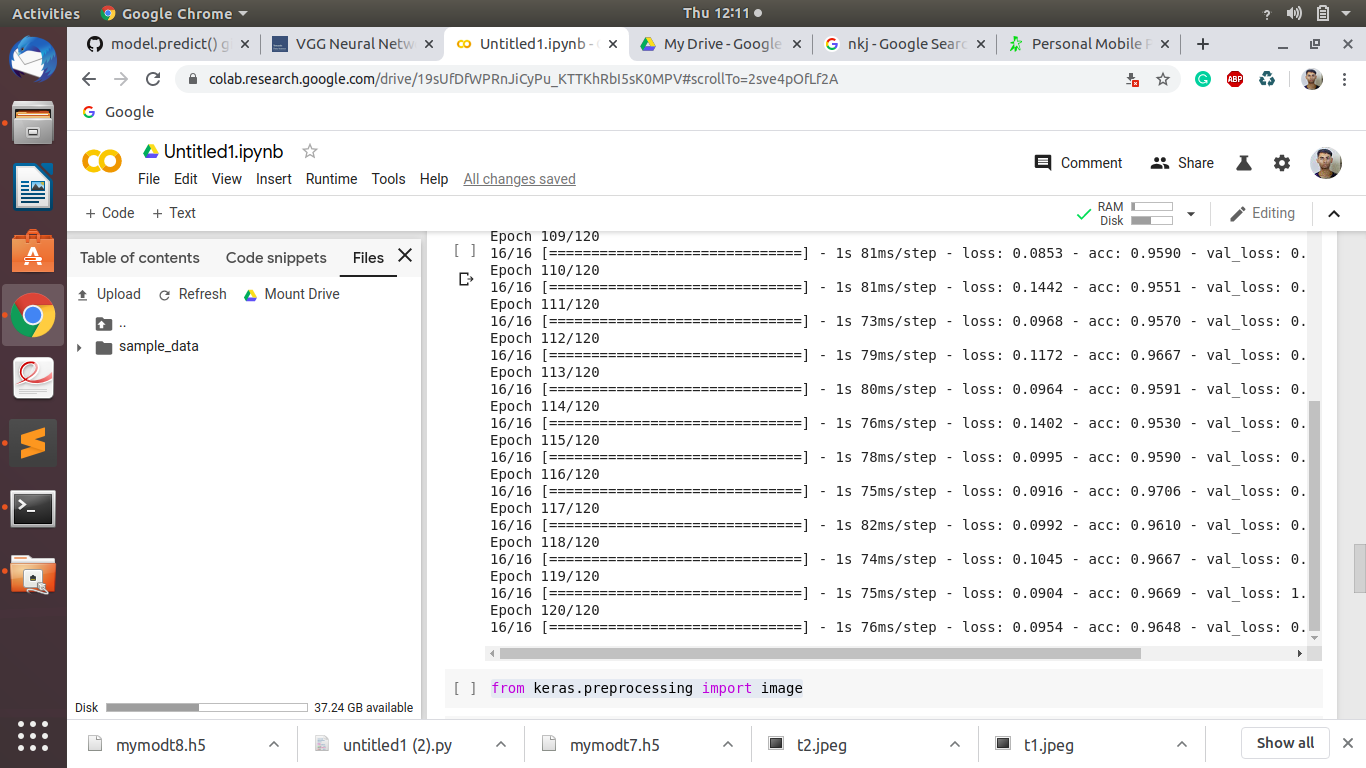 Activities
Google Chrome
Thu 12:11
model.predict() g
VGG Neural Netw
Untitled1.ipynb -
My Drive - Google
nkj - Google Searc
Personal Mobile
colab.research.google.com/drive/19sUfDfWPRnJiCyPu_KTTKhRbI5sK0MPV#scrollTo=2sve4pOfLf2A
ABP
Google
Untitled1.ipynb
Comment
Share
File Edit View Insert Runtime Tools Help All changes saved
+ Code + Text
RAM
Disk
Editing
Table of contents Code snippets Files
Upload Refresh Mount Drive
..
sample_data
Disk 37.24 GB available
[ ]
Epoch 109/120
16/16 [==============================] - 1s 81ms/step - loss: 0.0853 - acc: 0.9590 - val_loss: 0.
Epoch 110/120
16/16 [==============================] - 1s 81ms/step - loss: 0.1442 - acc: 0.9551 - val_loss: 0.
Epoch 111/120
16/16 [==============================] - 1s 73ms/step - loss: 0.0968 - acc: 0.9570 - val_loss: 0.
Epoch 112/120
16/16 [==============================] - 1s 79ms/step - loss: 0.1172 - acc: 0.9667 - val_loss: 0.
Epoch 113/120
16/16 [==============================] - 1s 80ms/step - loss: 0.0964 - acc: 0.9591 - val_loss: 0.
Epoch 114/120
16/16 [==============================] - 1s 76ms/step - loss: 0.1402 - acc: 0.9530 - val_loss: 0.
Epoch 115/120
16/16 [==============================] - 1s 78ms/step - loss: 0.0995 - acc: 0.9590 - val_loss: 0.
Epoch 116/120
16/16 [==============================] - 1s 75ms/step - loss: 0.0916 - acc: 0.9706 - val_loss: 0.
Epoch 117/120
16/16 [==============================] - 1s 82ms/step - loss: 0.0992 - acc: 0.9610 - val_loss: 0.
Epoch 118/120
16/16 [==============================] - 1s 74ms/step - loss: 0.1045 - acc: 0.9667 - val_loss: 0.
Epoch 119/120
16/16 [==============================] - 1s 75ms/step - loss: 0.0904 - acc: 0.9669 - val_loss: 1.
Epoch 120/120
16/16 [==============================] - 1s 76ms/step - loss: 0.0954 - acc: 0.9648 - val_loss: 0.
[ ] from keras.preprocessing import image
mymodt8.h5
untitled1 (2).py
mymodt7.h5
t2.jpeg
t1.jpeg
Show all